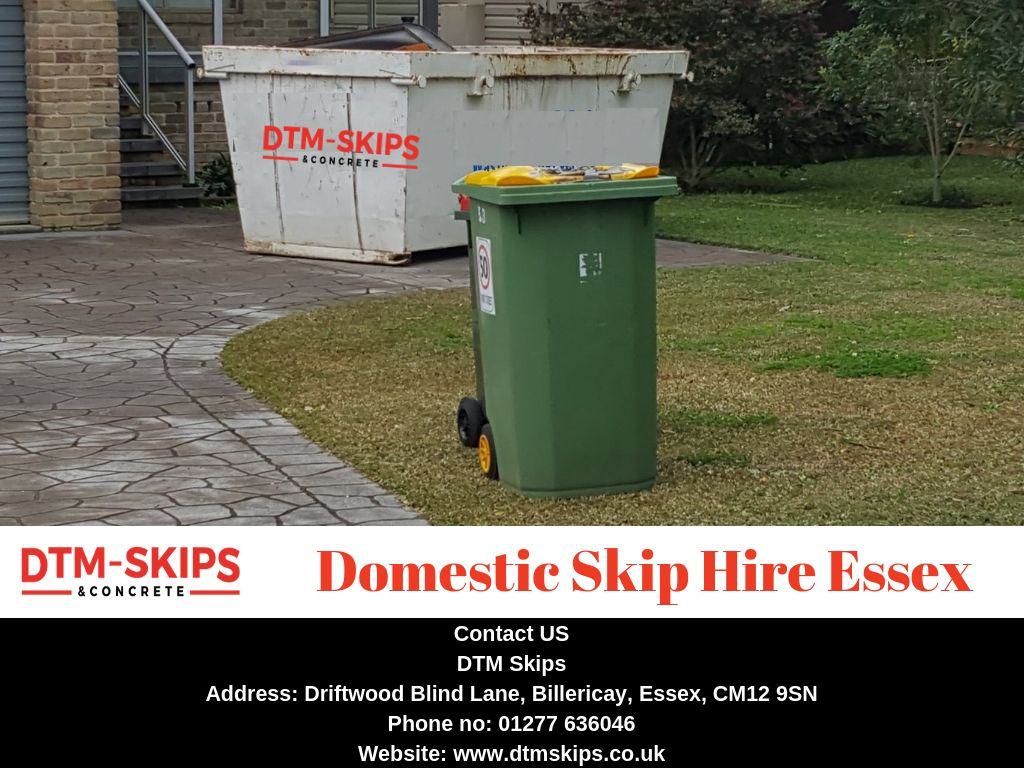 DTM-SKIPS
& CONCRETE
53
50
DTM-SKIPS
& CONCRETE
Domestic Skip Hire Essex
Contact US
DTM Skips
Address: Driftwood Blind Lane, Billericay, Essex, CM12 9SN
Phone no: 01277 636046
Website: www.dtmskips.co.uk